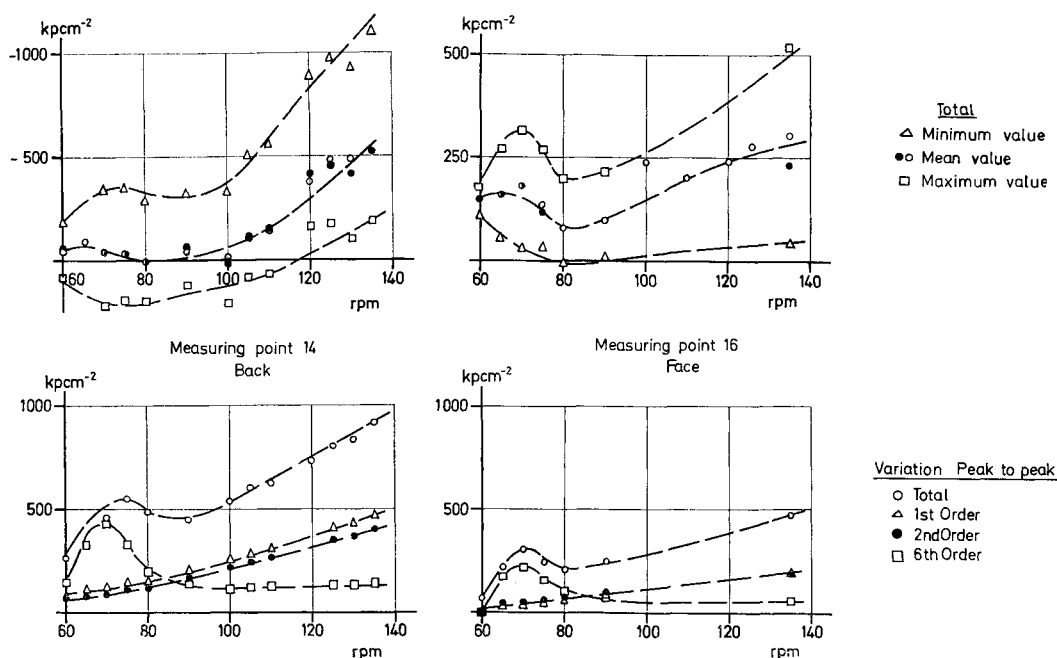 kpcm-2
-1000
-500
60
80
100
120
140
rpm
kpcm-2
500
250
60
80
100
120
140
rpm
Total
Minimum value
Mean value
Maximum value
Measuring point 14
Back
Measuring point 16
Face
kpcm-2
1000
500
60
80
100
120
140
rpm
kpcm-2
1000
500
60
80
100
120
140
rpm
Variation Peak to peak
Total
1st Order
2nd Order
6th Order